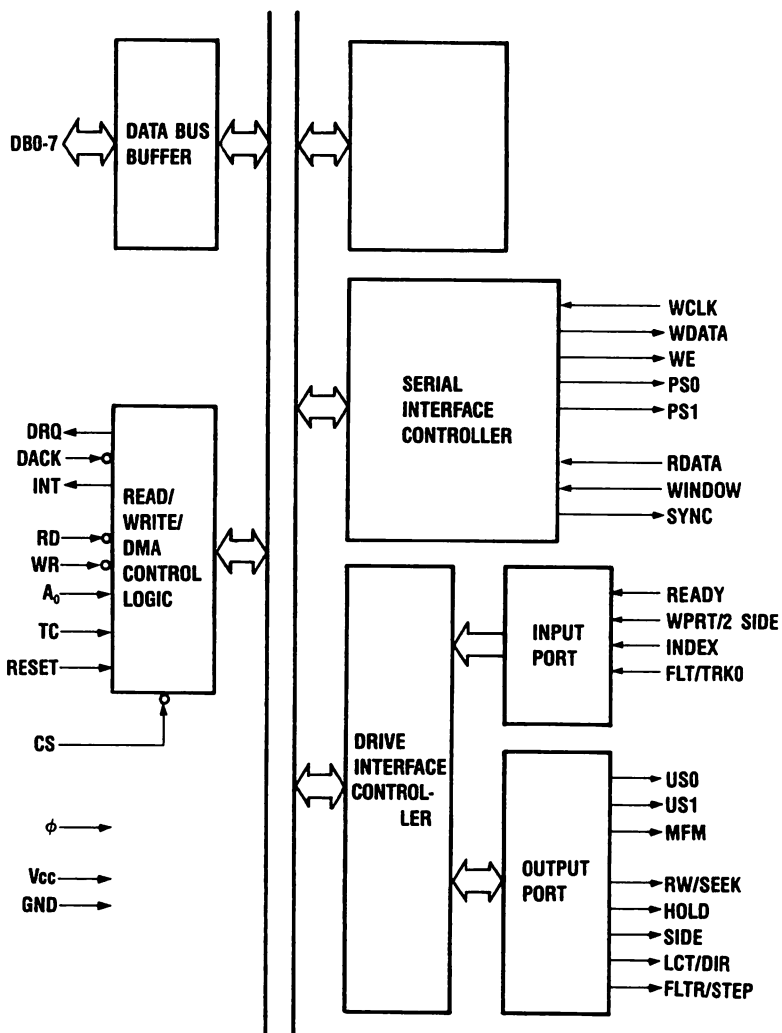 DB0-7
DATA BUS
BUFFER
WCLK
WDATA
WE
PS0
PS1
SERIAL
INTERFACE
CONTROLLER
RDATA
WINDOW
SYNC
DRQ
DACK
INT
RD
WR
A₀
TC
RESET
READ/
WRITE/
DMA
CONTROL
LOGIC
CS
φ
Vcc
GND
DRIVE
INTERFACE
CONTROL-
LER
INPUT
PORT
READY
WPRT/2 SIDE
INDEX
FLT/TRK0
OUTPUT
PORT
US0
US1
MFM
RW/SEEK
HOLD
SIDE
LCT/DIR
FLTR/STEP